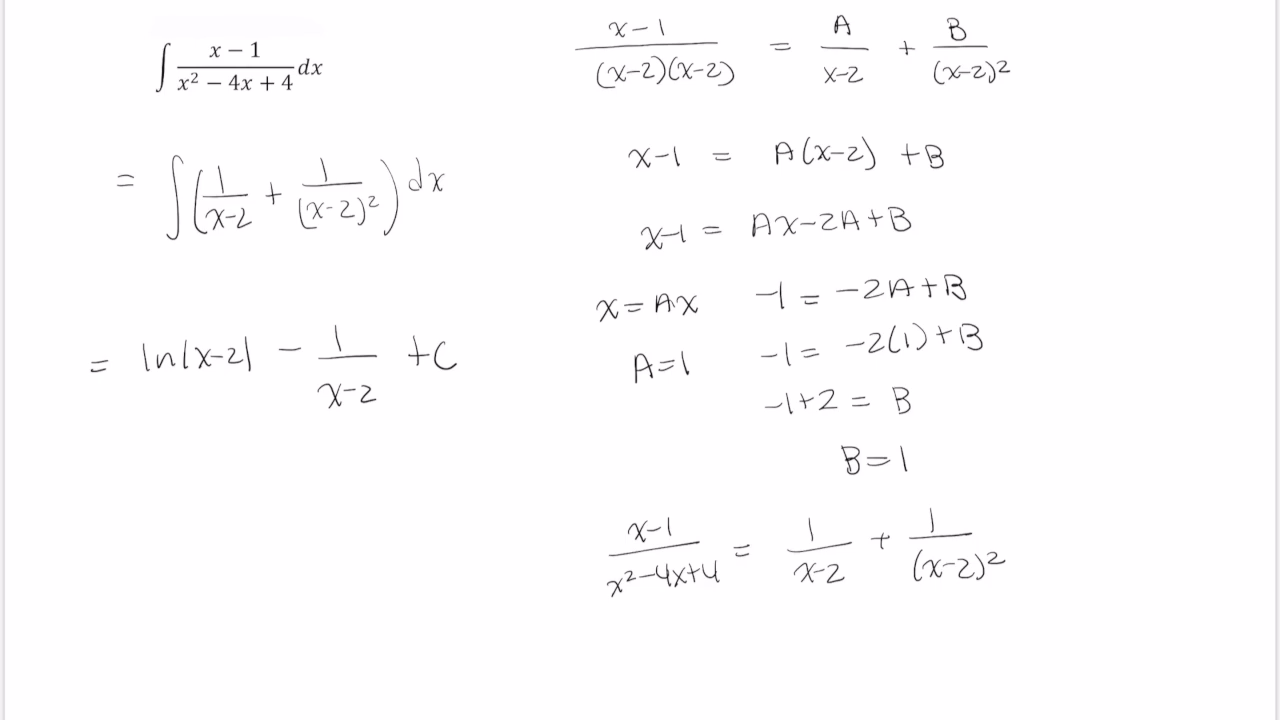 ∫ (x − 1)/(x² − 4x + 4) dx
= ∫ (1/(x-2) + 1/(x-2)²) dx
= ln|x-2| − 1/(x-2) + C
(x-1)/((x-2)(x-2)) = A/(x-2) + B/(x-2)²
x-1 = A(x-2) + B
x-1 = Ax-2A+B
x = Ax -1 = -2A+B
A=1 -1 = -2(1)+B
-1+2 = B
B=1
(x-1)/(x²-4x+4) = 1/(x-2) + 1/(x-2)²